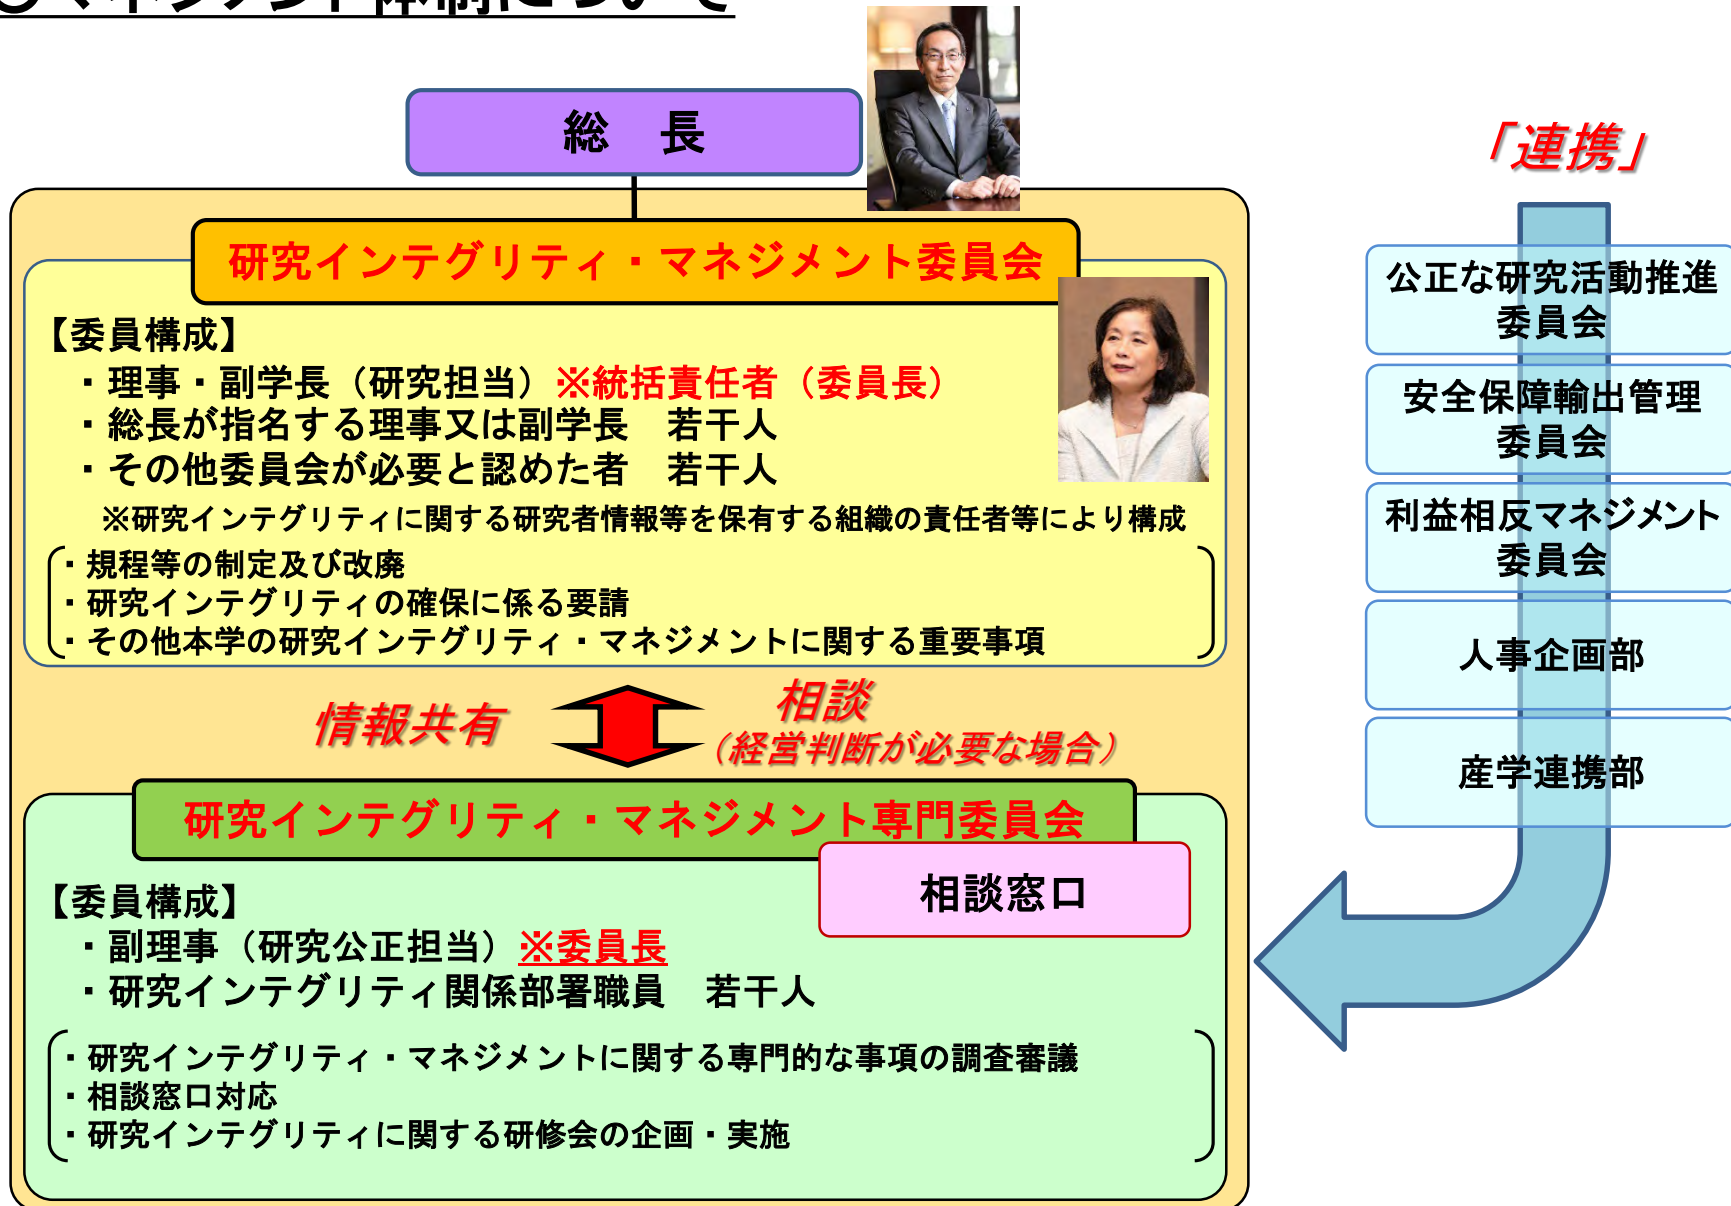 マネジメント体制について
総　長
研究インテグリティ・マネジメント委員会
【委員構成】
・理事・副学長（研究担当）※統括責任者（委員長）
・総長が指名する理事又は副学長　若干人
・その他委員会が必要と認めた者　若干人
※研究インテグリティに関する研究者情報等を保有する組織の責任者等により構成
・規程等の制定及び改廃
・研究インテグリティの確保に係る要請
・その他本学の研究インテグリティ・マネジメントに関する重要事項
情報共有
相談
（経営判断が必要な場合）
研究インテグリティ・マネジメント専門委員会
相談窓口
【委員構成】
・副理事（研究公正担当）※委員長
・研究インテグリティ関係部署職員　若干人
・研究インテグリティ・マネジメントに関する専門的な事項の調査審議
・相談窓口対応
・研究インテグリティに関する研修会の企画・実施
「連携」
公正な研究活動推進
委員会
安全保障輸出管理
委員会
利益相反マネジメント
委員会
人事企画部
産学連携部